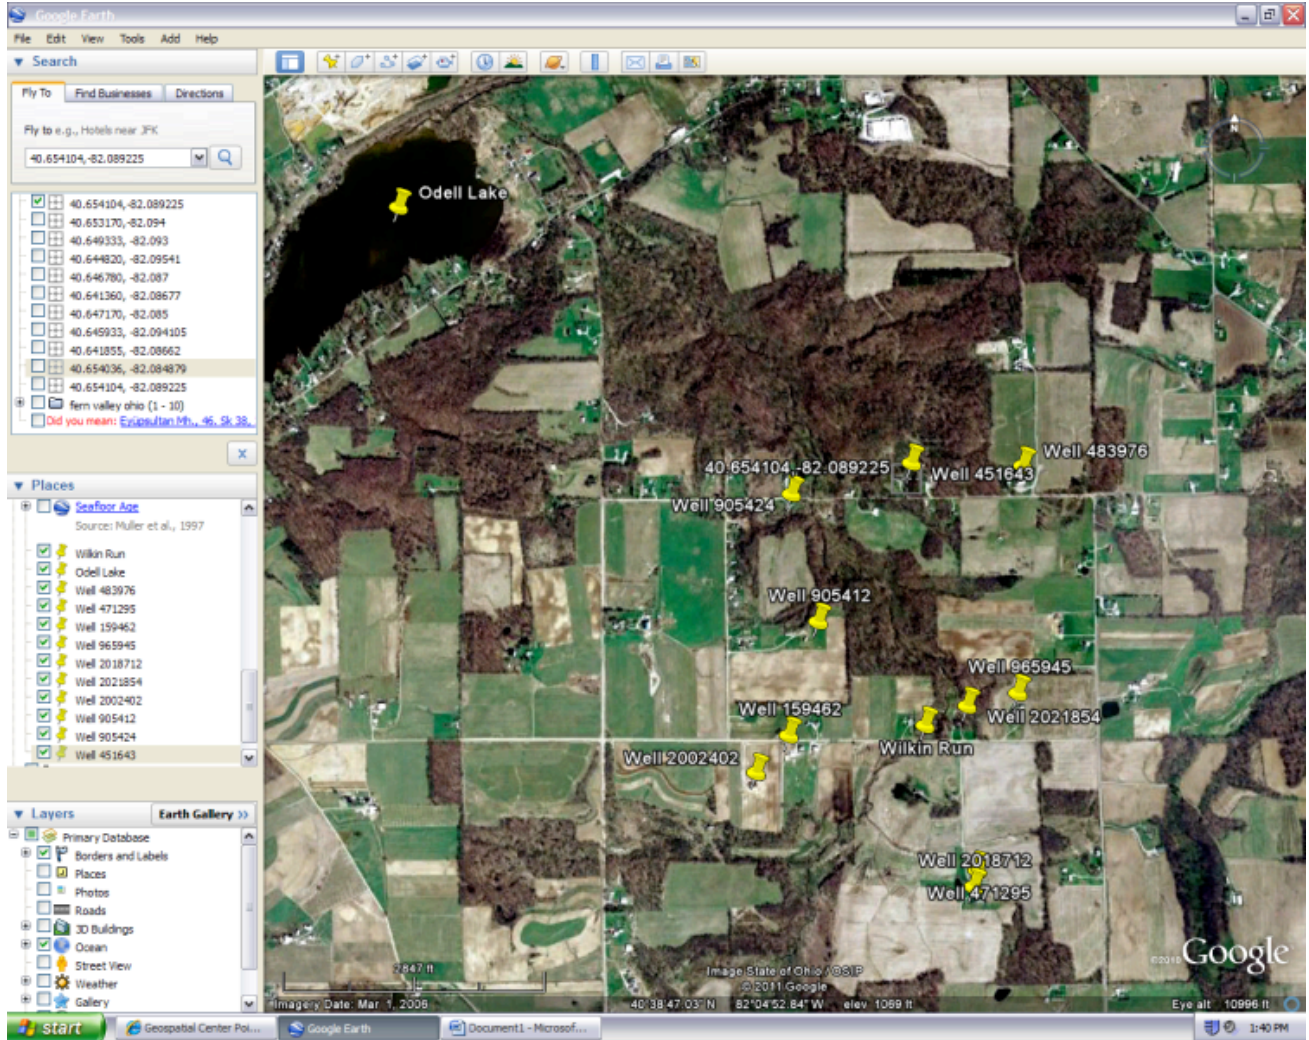 Google Earth
File Edit View Tools Add Help
Search
Fly To Find Businesses Directions
Fly to e.g., Hotels near JFK
40.654104,-82.089225
40.654104,-82.089225
40.653170,-82.094
40.649333, -82.093
40.644820, -82.09541
40.646780, -82.087
40.641360, -82.08677
40.647170, -82.085
40.645933, -82.094105
40.641855, -82.08662
40.654036, -82.084879
40.654104, -82.089225
fern valley ohio (1 - 10)
Did you mean: Eyüpsultan Mh., 46. Sk 38,
Places
Seafloor Age
Source: Muller et al., 1997
Wilkin Run
Odell Lake
Well 483976
Well 471295
Well 159462
Well 965945
Well 2018712
Well 2021854
Well 2002402
Well 905412
Well 905424
Well 451643
Layers Earth Gallery >>
Primary Database
Borders and Labels
Places
Photos
Roads
3D Buildings
Ocean
Street View
Weather
Gallery
N
Odell Lake
Well 483976
40.654104,-82.089225
Well 451643
Well 905424
Well 905412
Well 965945
Well 159462
Well 2021854
Wilkin Run
Well 2002402
Well 2018712
Well 471295
2847 ft
Image State of Ohio / OSIP
© 2011 Google
©2010 Google
Imagery Date: Mar 1, 2006 40°38'47.03" N 82°04'52.84" W elev 1069 ft Eye alt 10996 ft
start Geospatial Center Poi... Google Earth Document1 - Microsof... 1:40 PM